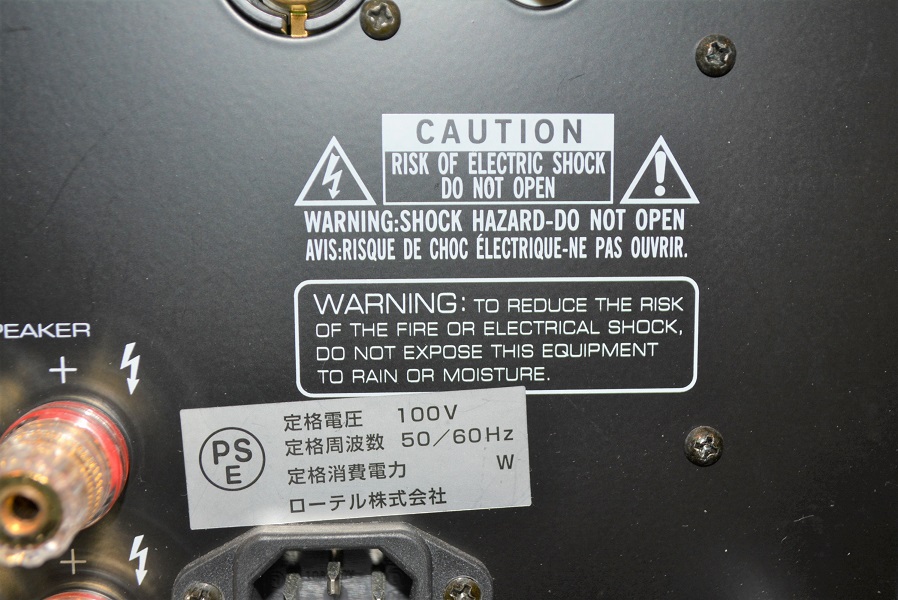 CAUTION
RISK OF ELECTRIC SHOCK
DO NOT OPEN
WARNING:SHOCK HAZARD-DO NOT OPEN
AVIS:RISQUE DE CHOC ÉLECTRIQUE-NE PAS OUVRIR.
WARNING: TO REDUCE THE RISK
OF THE FIRE OR ELECTRICAL SHOCK,
DO NOT EXPOSE THIS EQUIPMENT
TO RAIN OR MOISTURE.
PEAKER
+
PS
E
定格電圧 100V
定格周波数 50/60Hz
定格消費電力 W
ローテル株式会社
+